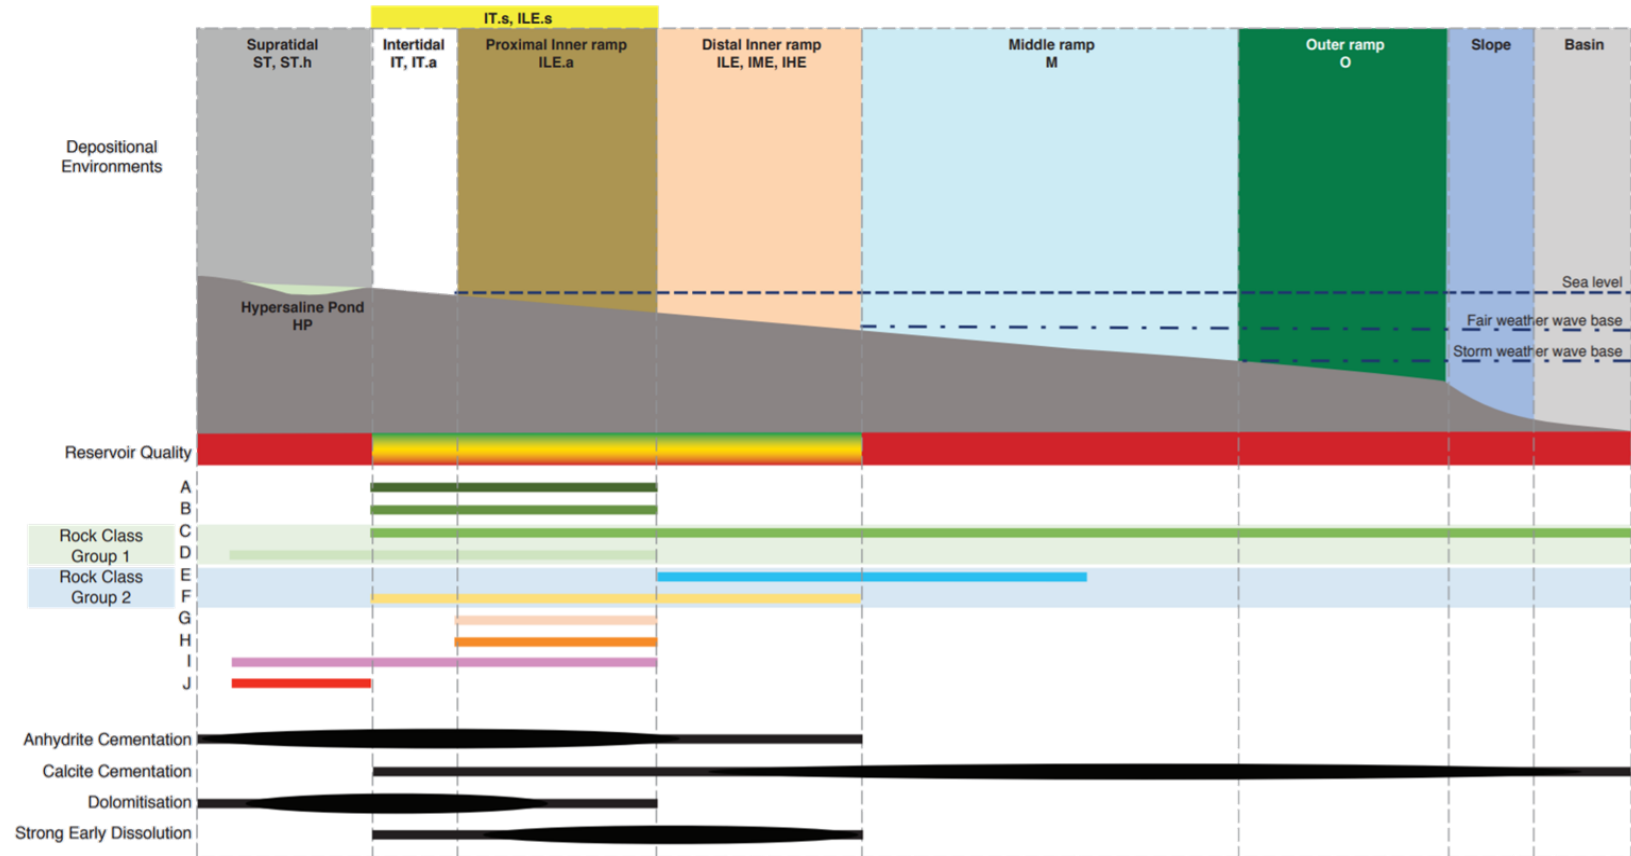 IT.s, ILE.s
Supratidal
ST, ST.h
Intertidal
IT, IT.a
Proximal Inner ramp
ILE.a
Distal Inner ramp
ILE, IME, IHE
Middle ramp
M
Outer ramp
O
Slope
Basin
Depositional
Environments
Sea level
Hypersaline Pond
HP
Fair weather wave base
Storm weather wave base
Reservoir Quality
A
B
Rock Class
Group 1
C
D
Rock Class
Group 2
E
F
G
H
I
J
Anhydrite Cementation
Calcite Cementation
Dolomitisation
Strong Early Dissolution